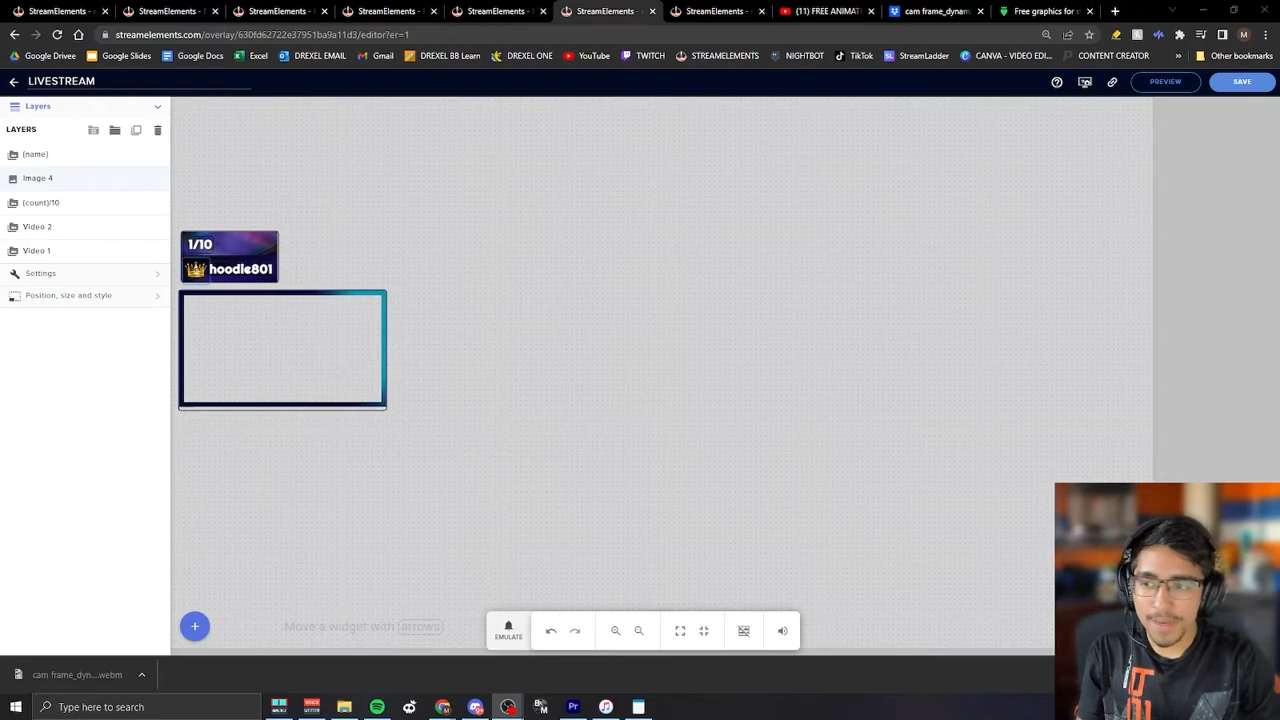 StreamElements -
StreamElements -
StreamElements -
StreamElements -
StreamElements -
StreamElements -
(11) FREE ANIMAT
cam frame_dynam
Free graphics for s
streamelements.com/overlay/630fd62722e37951ba9a11d3/editor?er=1
M
Google Drive
Google Slides
Google Docs
Excel
DREXEL EMAIL
Gmail
DREXEL BB Learn
DREXEL ONE
YouTube
TWITCH
STREAMELEMENTS
NIGHTBOT
TikTok
StreamLadder
CANVA - VIDEO EDI...
CONTENT CREATOR
»
Other bookmarks
LIVESTREAM
PREVIEW
SAVE
Layers
LAYERS
{name}
Image 4
{count}/10
Video 2
Video 1
Settings
Position, size and style
1/10
hoodie801
Move a widget with arrows
EMULATE
cam frame_dyn....webm
Type here to search